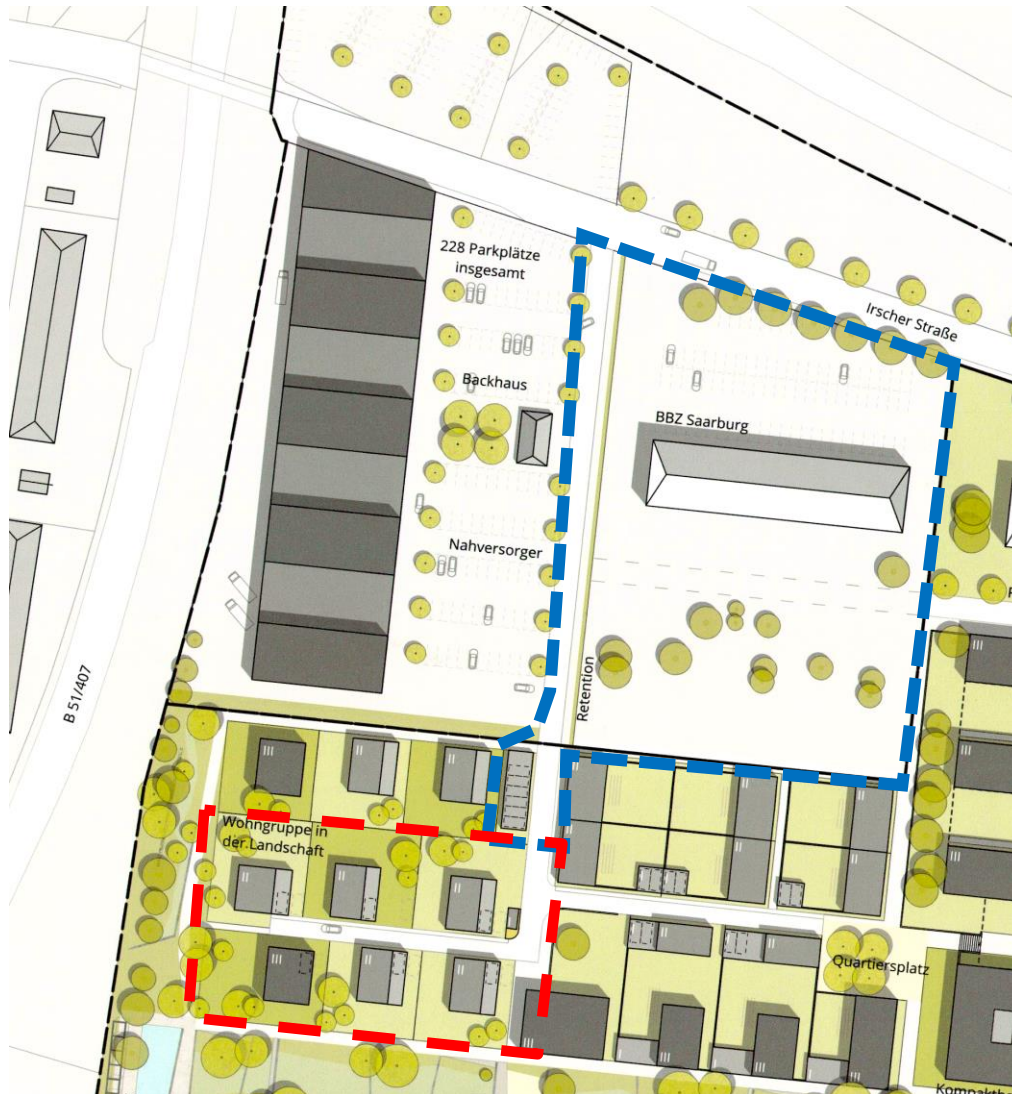 228 Parkplätze
insgesamt
Irscher Straße
Backhaus
BBZ Saarburg
Nahversorger
B 51/407
Retention
Wohngruppe in
der Landschaft
Quartiersplatz